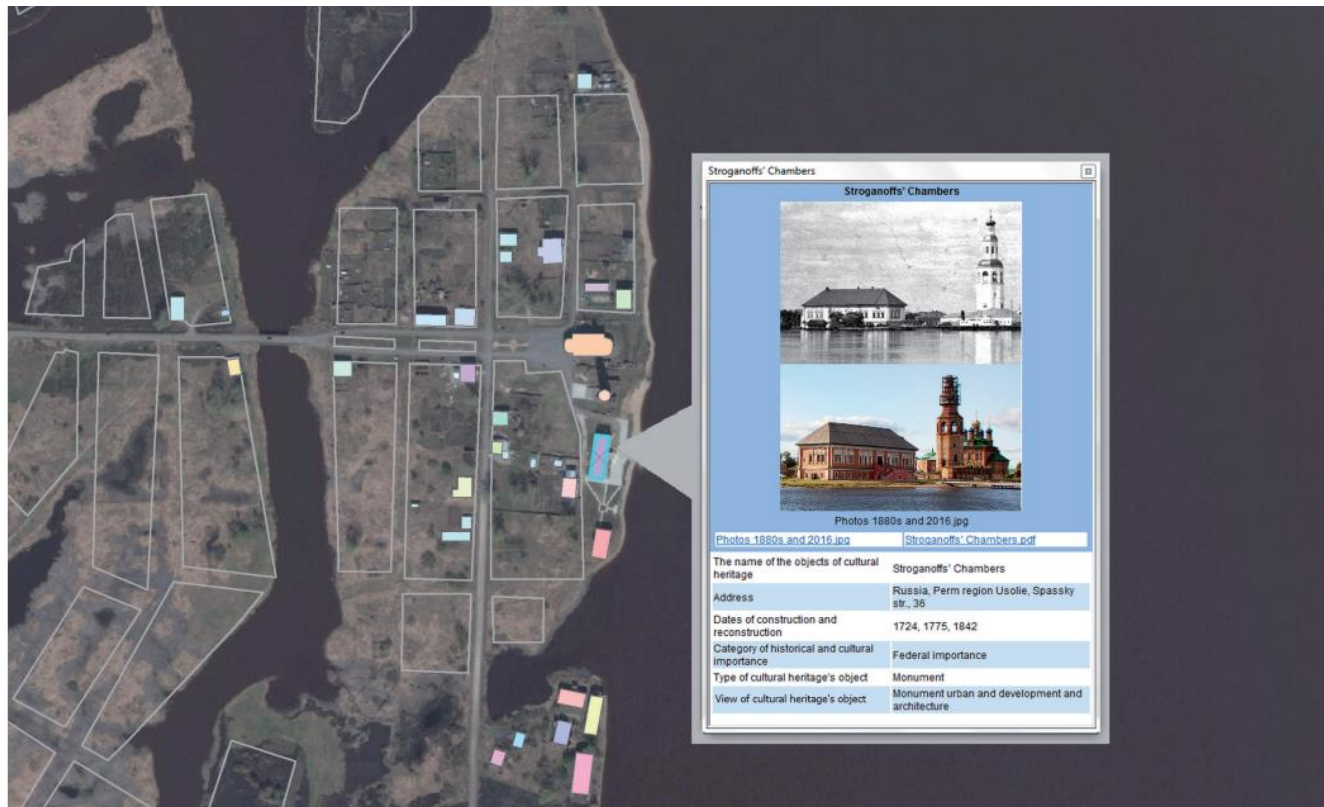 Stroganoffs' Chambers
Stroganoffs' Chambers
Photos 1880s and 2016.jpg
Photos 1880s and 2016.jpg Stroganoffs' Chambers.pdf
The name of the objects of cultural
heritage
Stroganoffs' Chambers
Address
Russia, Perm region Usolie, Spassky
str., 36
Dates of construction and
reconstruction
1724, 1775, 1842
Category of historical and cultural
importance
Federal importance
Type of cultural heritage's object
Monument
View of cultural heritage's object
Monument urban and development and
architecture